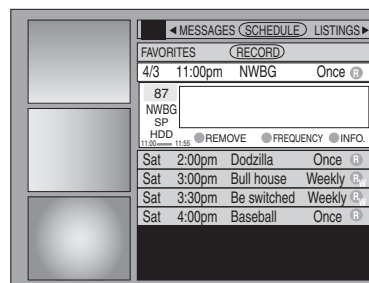 ◄ MESSAGES SCHEDULE LISTINGS ►
FAVORITES RECORD
4/3 11:00pm NWBG Once R
87
NWBG
SP
HDD
11:00 11:55 REMOVE FREQUENCY INFO.
Sat 2:00pm Dodzilla Once R
Sat 3:00pm Bull house Weekly RW
Sat 3:30pm Be switched Weekly RW
Sat 4:00pm Baseball Once R